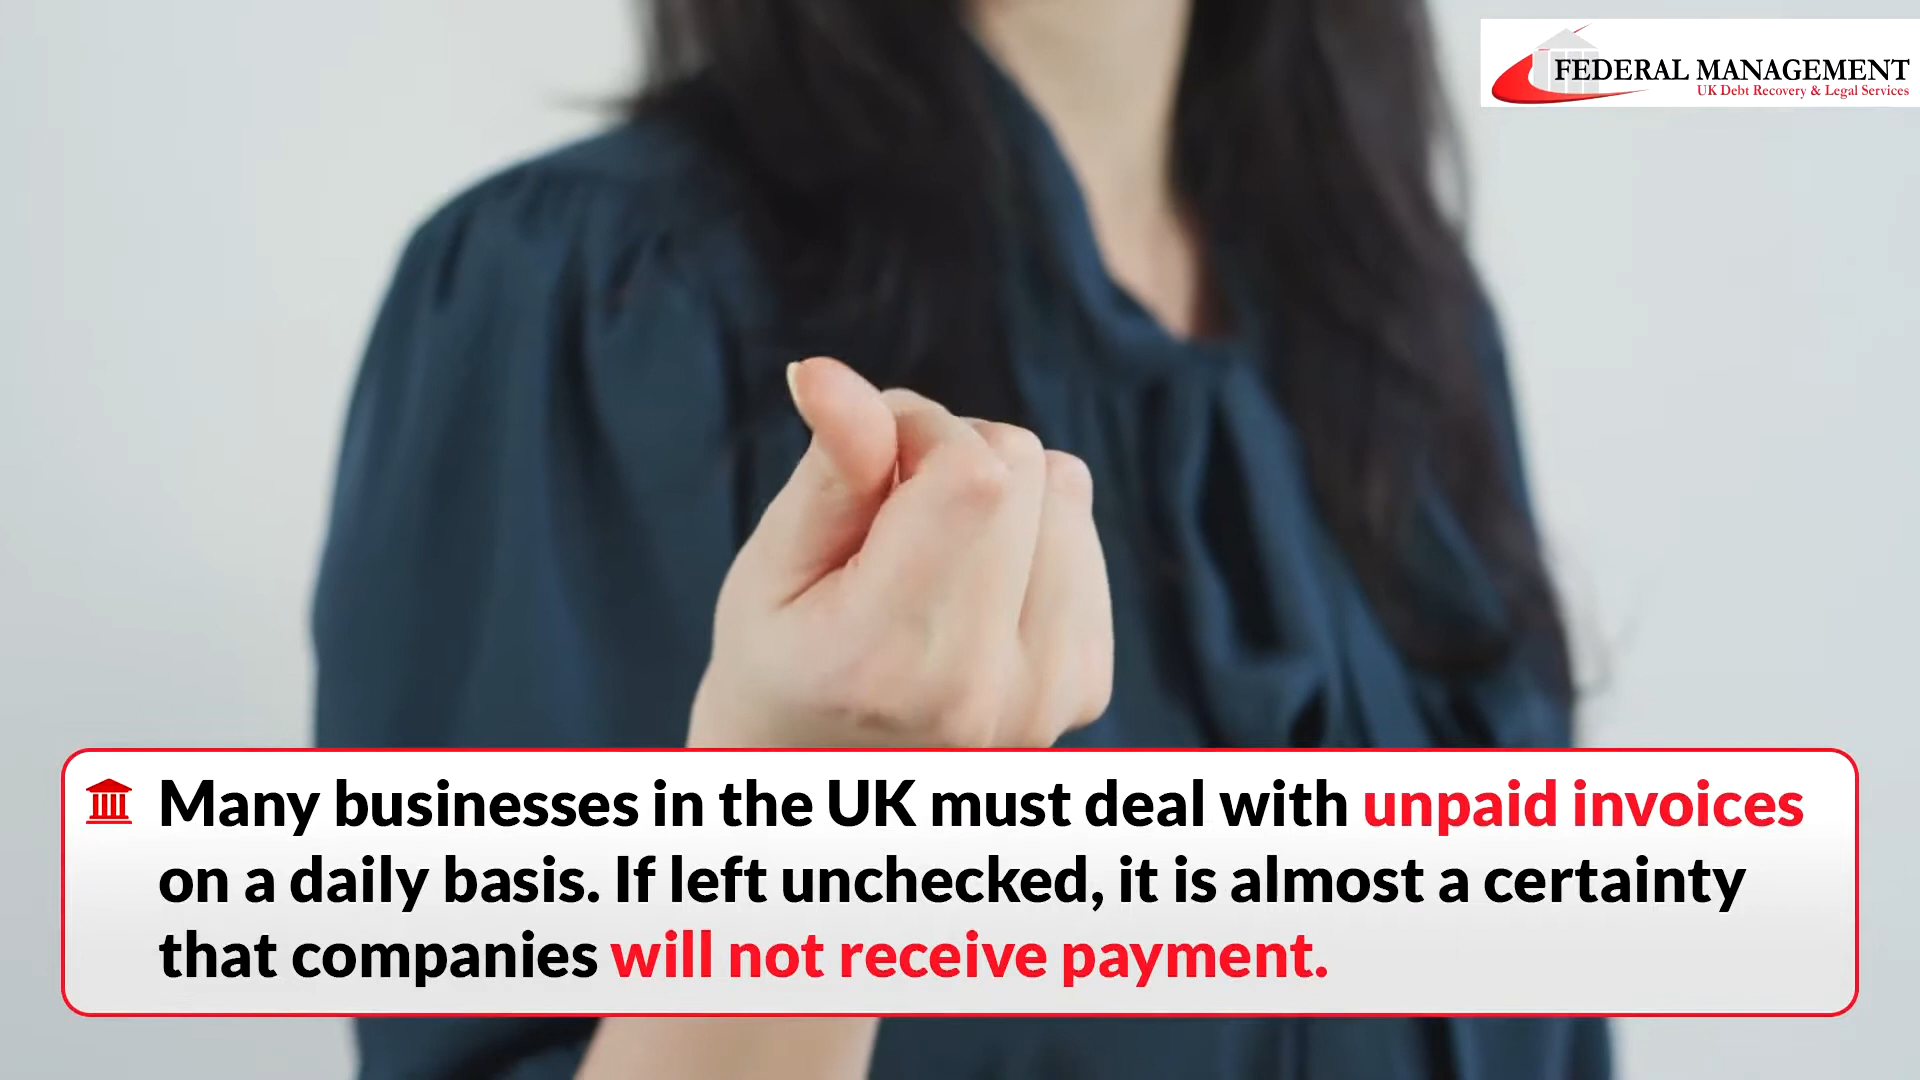 FEDERAL MANAGEMENT
UK Debt Recovery & Legal Services
Many businesses in the UK must deal with unpaid invoices
on a daily basis. If left unchecked, it is almost a certainty
that companies will not receive payment.